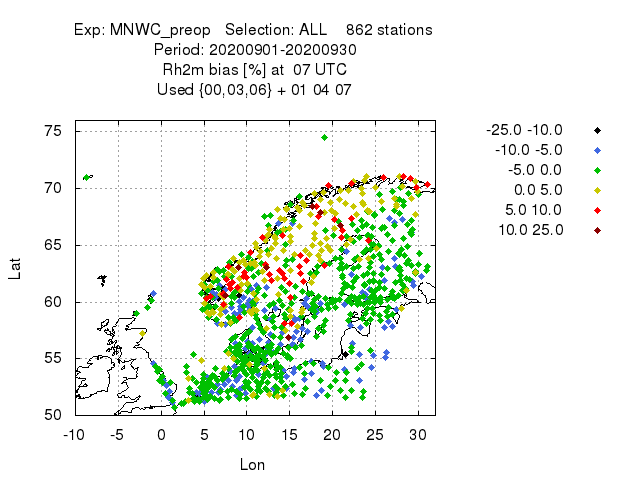 Exp: MNWC_preop   Selection: ALL    862 stations
Period: 20200901-20200930
Rh2m bias [%] at  07 UTC
Used {00,03,06} + 01 04 07
-25.0 -10.0
-10.0 -5.0
-5.0 0.0
0.0 5.0
5.0 10.0
10.0 25.0
75
70
65
60
55
50
Lat
-10 -5 0 5 10 15 20 25 30
Lon